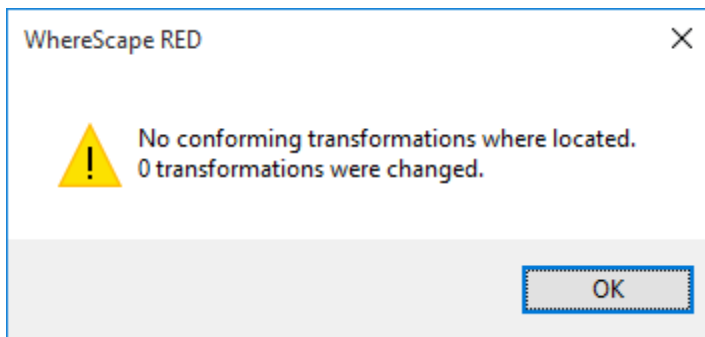 WhereScape RED
No conforming transformations where located.
0 transformations were changed.
OK